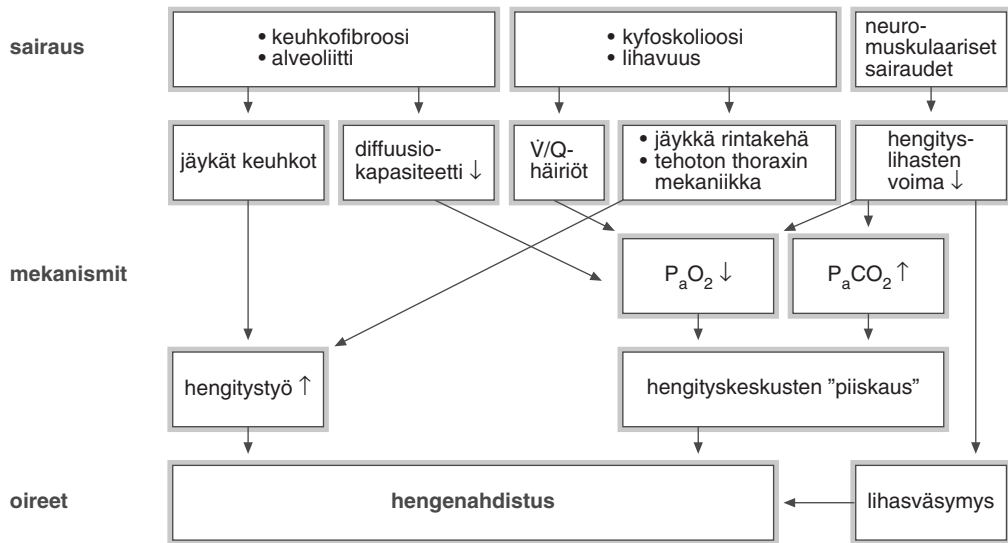 sairaus
• keuhkofibroosi
• alveoliitti
• kyfoskolioosi
• lihavuus
neuro-
muskulaariset
sairaudet
mekanismit
jäykät keuhkot
diffuusio-
kapasiteetti ↓
V̇/Q-
häiriöt
• jäykkä rintakehä
• tehoton thoraxin
mekaniikka
hengitys-
lihasten
voima ↓
PaO2 ↓
PaCO2 ↑
hengitystyö ↑
hengityskeskusten ”piiskaus”
oireet
hengenahdistus
lihasväsymys